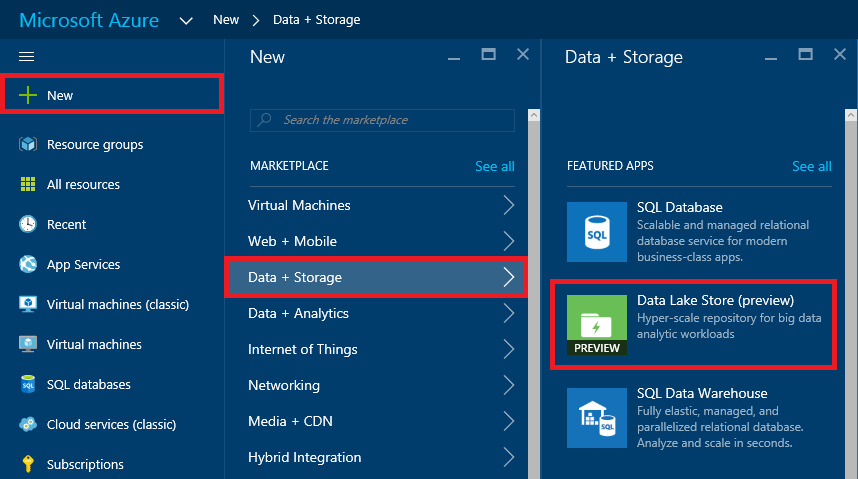 Microsoft Azure New Data + Storage
New
Resource groups
All resources
Recent
App Services
Virtual machines (classic)
Virtual machines
SQL databases
Cloud services (classic)
Subscriptions
New
Search the marketplace
MARKETPLACE See all
Virtual Machines
Web + Mobile
Data + Storage
Data + Analytics
Internet of Things
Networking
Media + CDN
Hybrid Integration
Data + Storage
FEATURED APPS See all
SQL
SQL Database
Scalable and managed relational
database service for modern
business-class apps.
PREVIEW
Data Lake Store (preview)
Hyper-scale repository for big data
analytic workloads
SQL
SQL Data Warehouse
Fully elastic, managed, and
parallelized relational database.
Analyze and scale in seconds.